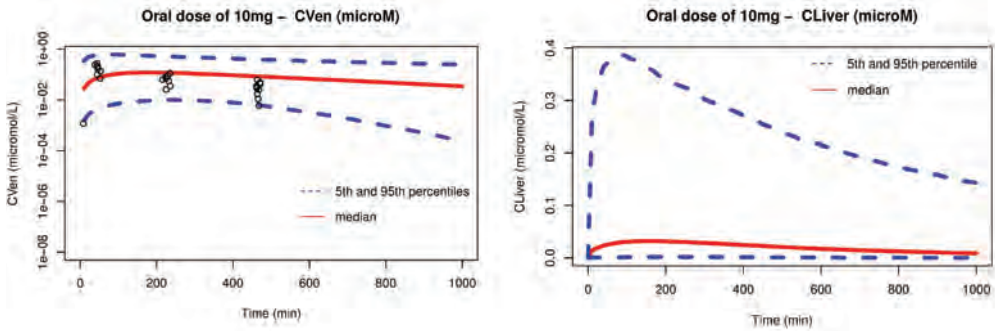 Oral dose of 10mg – CVen (microM)
CVen (micromol/L)
1e+00
1e−02
1e−04
1e−06
1e−08
5th and 95th percentiles
median
0 200 400 600 800 1000
Time (min)
Oral dose of 10mg – CLiver (microM)
CLiver (micromol/L)
0.4
0.3
0.2
0.1
0.0
5th and 95th percentile
median
0 200 400 600 800 1000
Time (min)